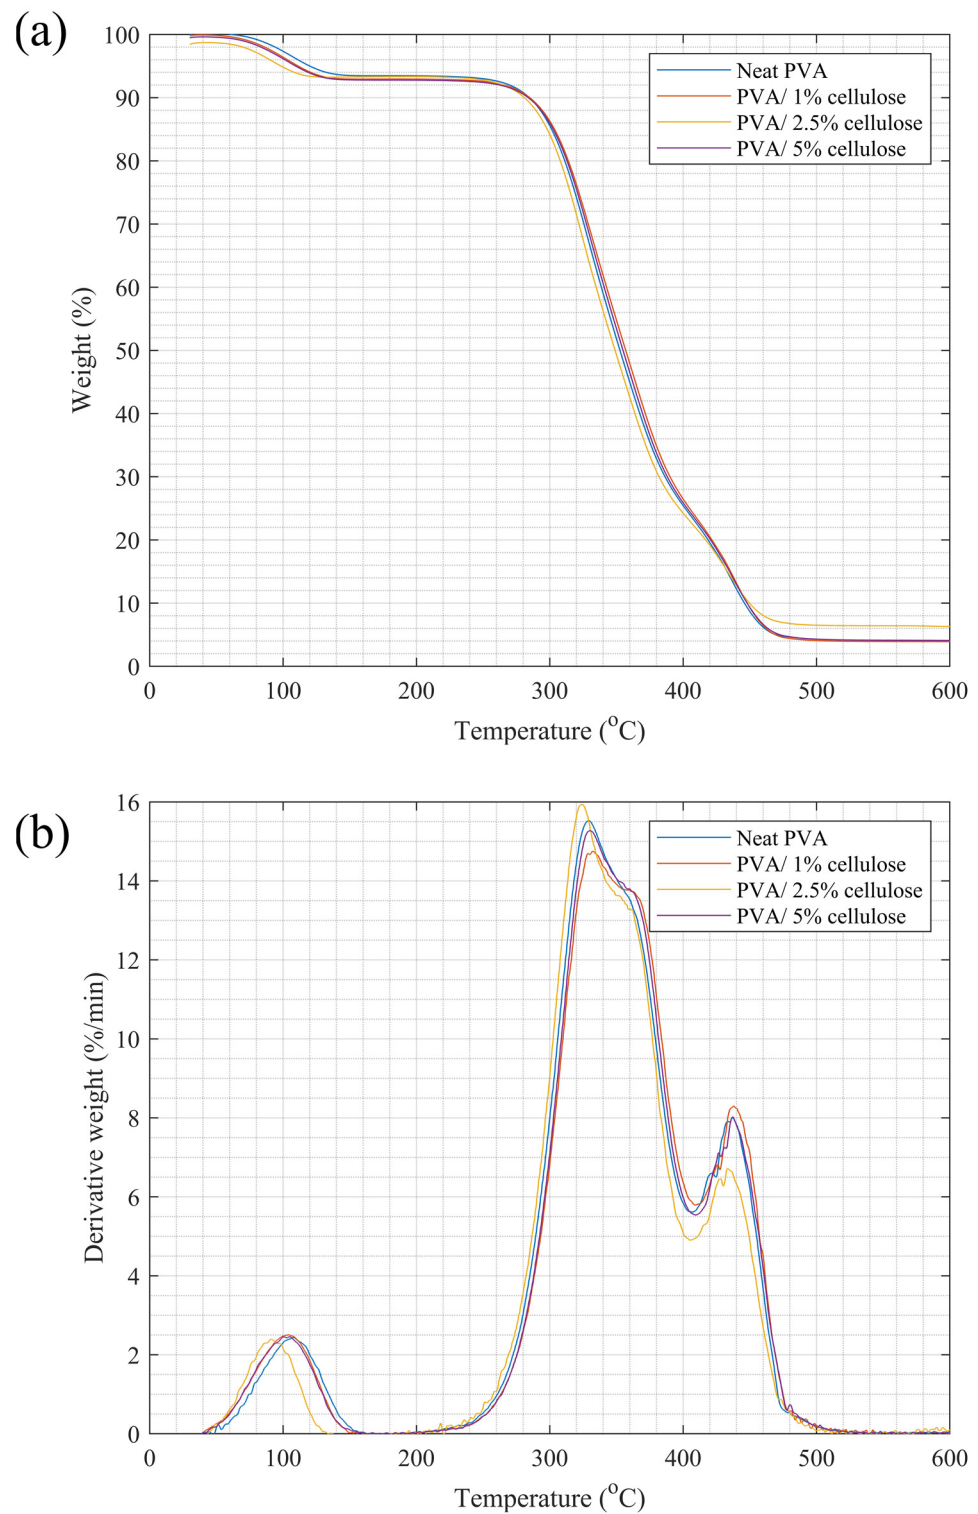 (a)
100
90
80
70
60
50
40
30
20
10
0
Weight (%)
Neat PVA
PVA/ 1% cellulose
PVA/ 2.5% cellulose
PVA/ 5% cellulose
0 100 200 300 400 500 600
Temperature (°C)
(b)
16
14
12
10
8
6
4
2
0
Derivative weight (%/min)
Neat PVA
PVA/ 1% cellulose
PVA/ 2.5% cellulose
PVA/ 5% cellulose
0 100 200 300 400 500 600
Temperature (°C)